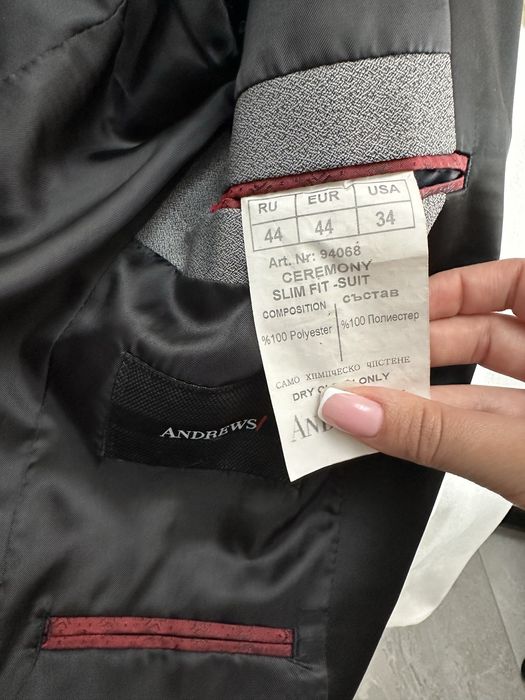 RU EUR USA
44 44 34
Art. Nr: 94068
CEREMONY
SLIM FIT -SUIT
COMPOSITION състав
%100 Polyester %100 Полиестер
САМО ХИМИЧЕСКО ЧИСТЕНЕ
DRY ONLY
ANDREWS/